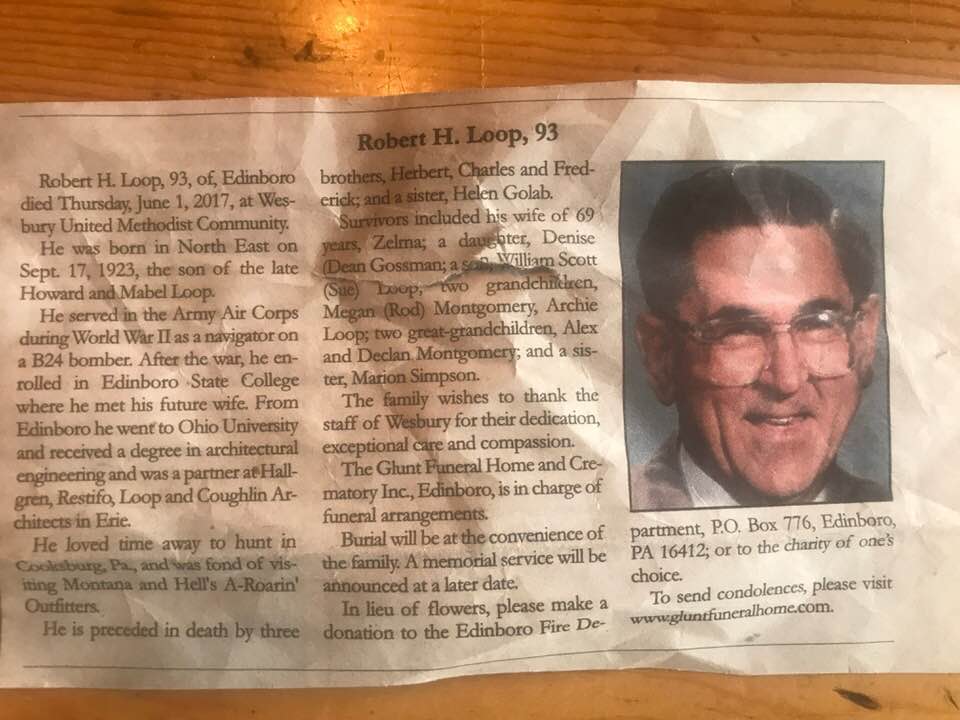 Robert H. Loop, 93
Robert H. Loop, 93, of, Edinboro
died Thursday, June 1, 2017, at Wes-
bury United Methodist Community.
He was born in North East on
Sept. 17, 1923, the son of the late
Howard and Mabel Loop.
He served in the Army Air Corps
during World War II as a navigator on
a B24 bomber. After the war, he en-
rolled in Edinboro State College
where he met his future wife. From
Edinboro he went to Ohio University
and received a degree in architectural
engineering and was a partner at Hall-
gren, Restifo, Loop and Coughlin Ar-
chitects in Erie.
He loved time away to hunt in
Cooksburg, Pa., and was fond of vis-
iting Montana and Hell's A-Roarin'
Outfitters.
He is preceded in death by three
brothers, Herbert, Charles and Fred-
erick; and a sister, Helen Golab.
Survivors included his wife of 69
years, Zelma; a daughter, Denise
(Dean Gossman; a son, William Scott
(Sue) Loop; two grandchildren,
Megan (Rod) Montgomery, Archie
Loop; two great-grandchildren, Alex
and Declan Montgomery; and a sis-
ter, Marion Simpson.
The family wishes to thank the
staff of Wesbury for their dedication,
exceptional care and compassion.
The Glunt Funeral Home and Cre-
matory Inc., Edinboro, is in charge of
funeral arrangements.
Burial will be at the convenience of
the family. A memorial service will be
announced at a later date.
In lieu of flowers, please make a
donation to the Edinboro Fire De-
partment, P.O. Box 776, Edinboro,
PA 16412; or to the charity of one's
choice.
To send condolences, please visit
www.gluntfuneralhome.com.